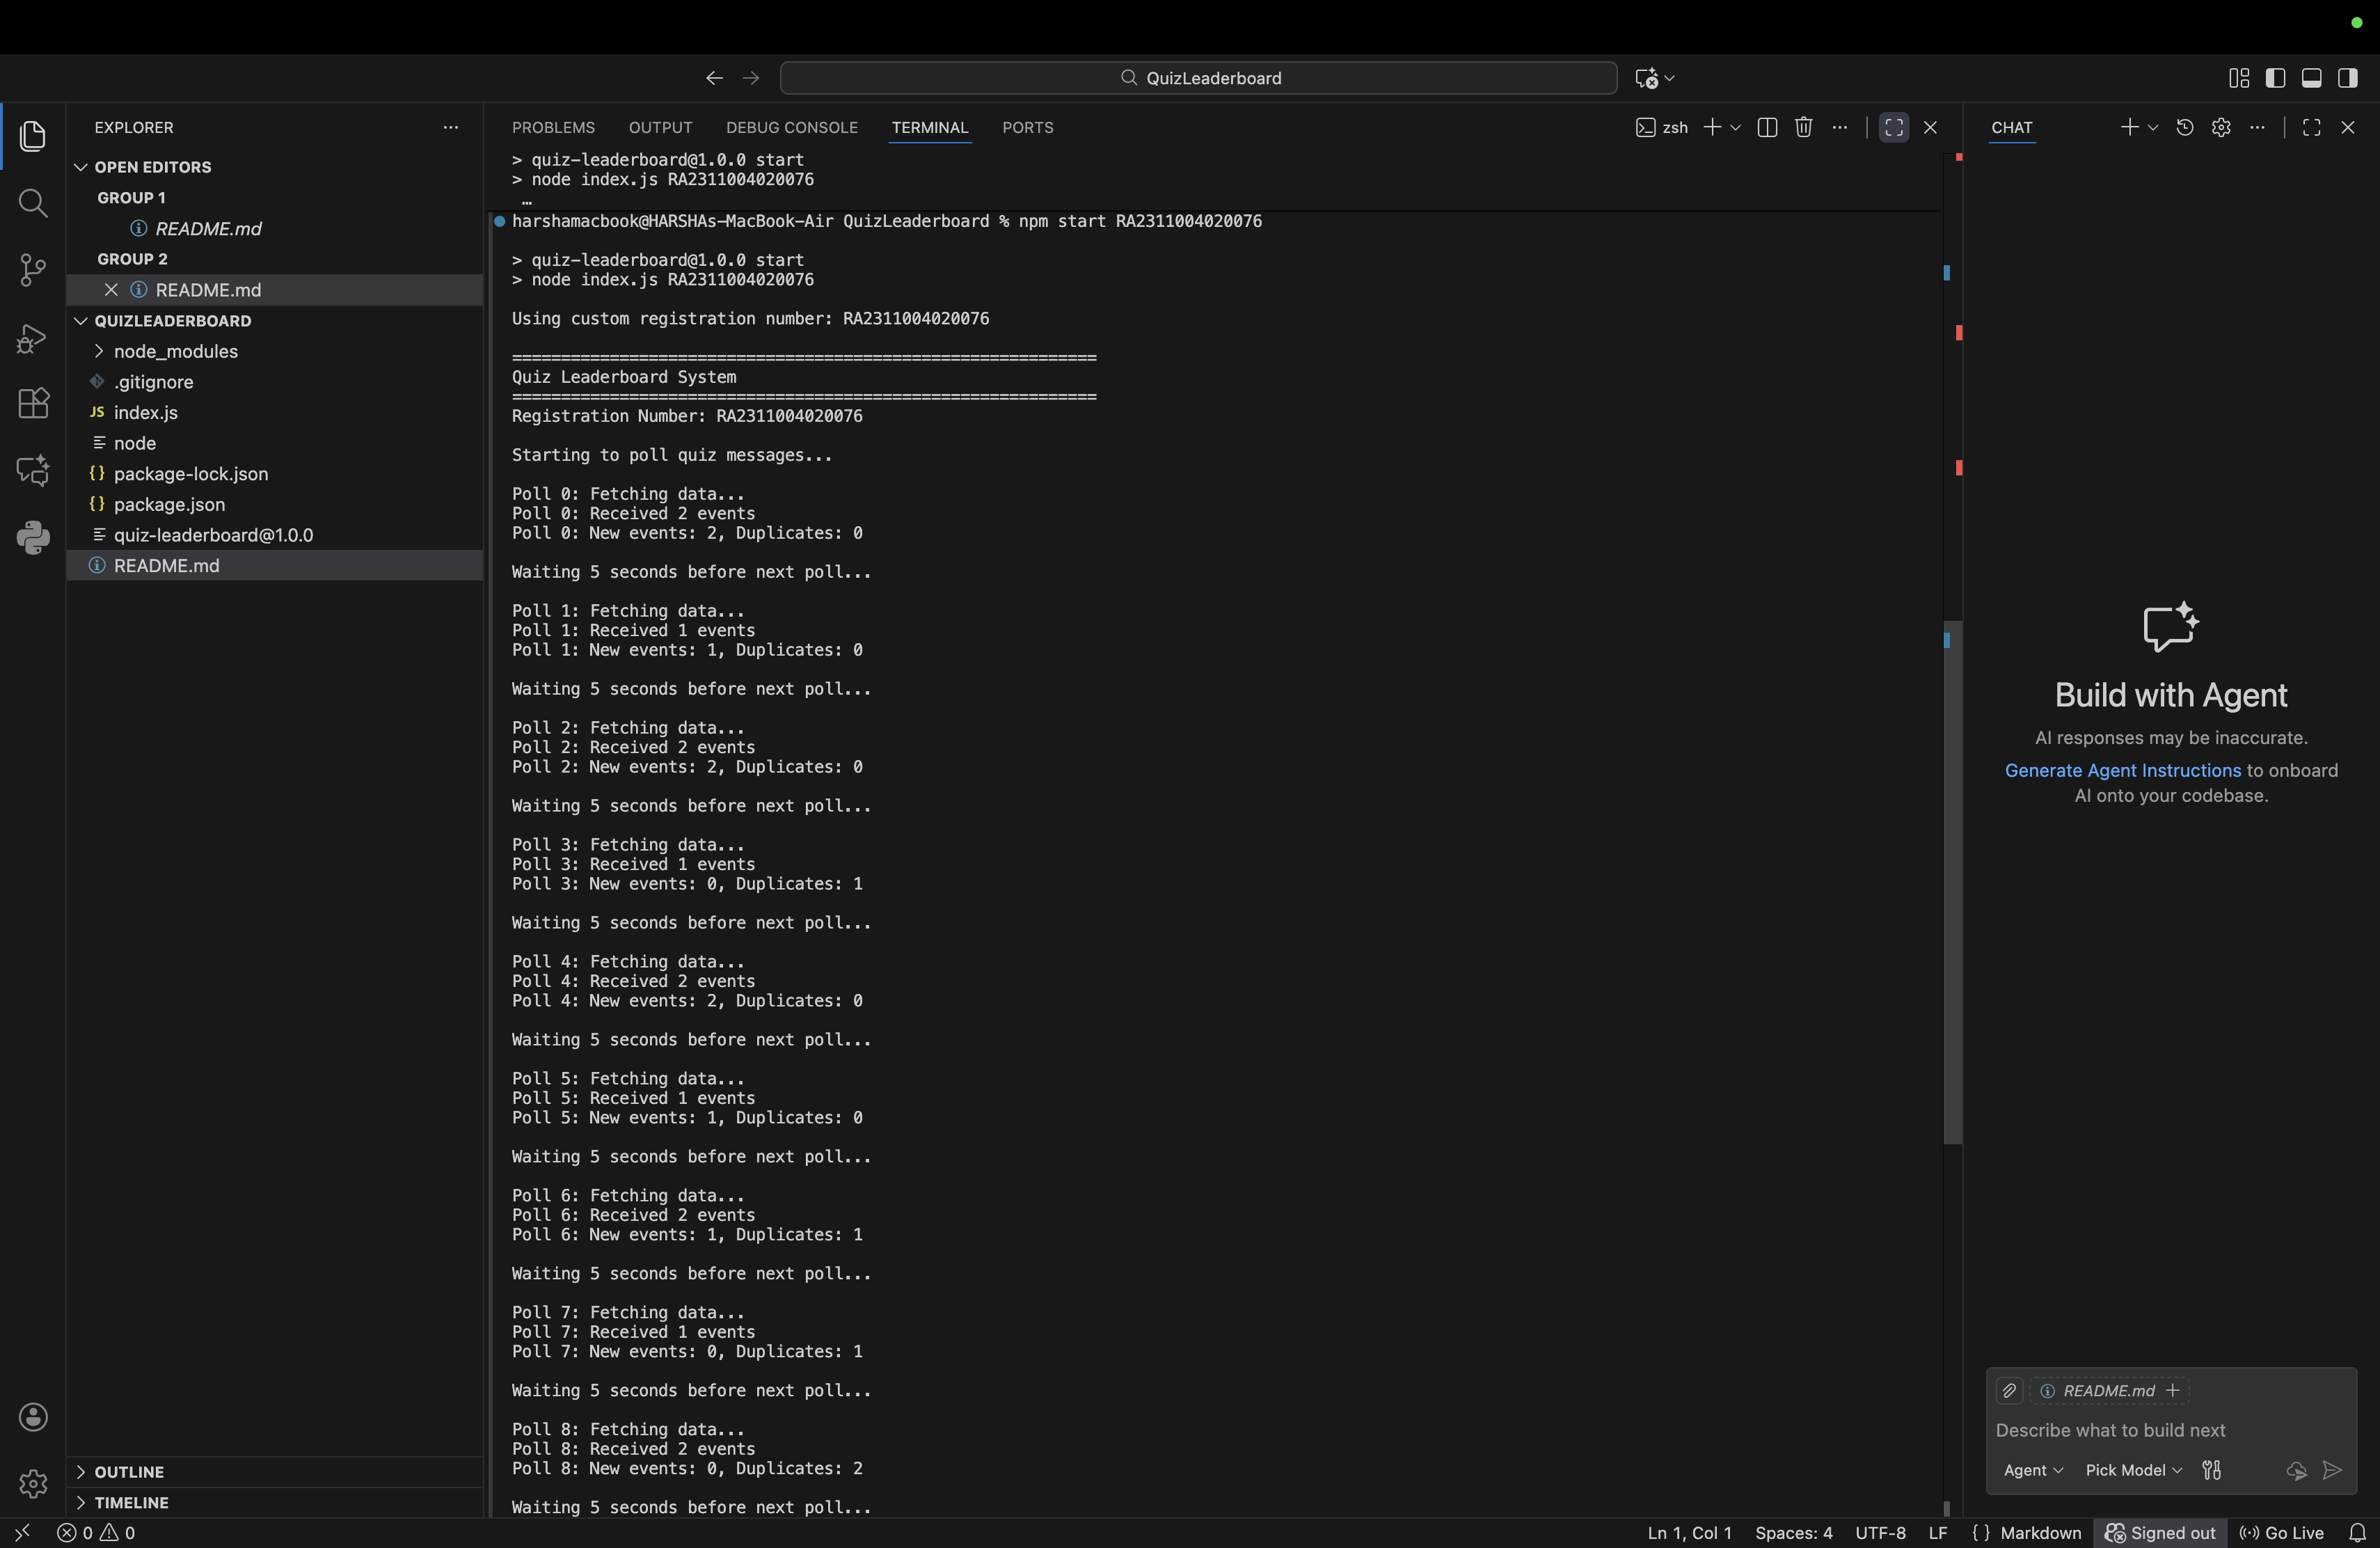 QuizLeaderboard
EXPLORER
OPEN EDITORS
GROUP 1
README.md
GROUP 2
README.md
QUIZLEADERBOARD
node_modules
.gitignore
JS index.js
node
{} package-lock.json
{} package.json
quiz-leaderboard@1.0.0
README.md
OUTLINE
TIMELINE
PROBLEMS OUTPUT DEBUG CONSOLE TERMINAL PORTS
zsh
> quiz-leaderboard@1.0.0 start
> node index.js RA2311004020076
…
harshamacbook@HARSHAs-MacBook-Air QuizLeaderboard % npm start RA2311004020076
> quiz-leaderboard@1.0.0 start
> node index.js RA2311004020076
Using custom registration number: RA2311004020076
============================================================
Quiz Leaderboard System
============================================================
Registration Number: RA2311004020076
Starting to poll quiz messages...
Poll 0: Fetching data...
Poll 0: Received 2 events
Poll 0: New events: 2, Duplicates: 0
Waiting 5 seconds before next poll...
Poll 1: Fetching data...
Poll 1: Received 1 events
Poll 1: New events: 1, Duplicates: 0
Waiting 5 seconds before next poll...
Poll 2: Fetching data...
Poll 2: Received 2 events
Poll 2: New events: 2, Duplicates: 0
Waiting 5 seconds before next poll...
Poll 3: Fetching data...
Poll 3: Received 1 events
Poll 3: New events: 0, Duplicates: 1
Waiting 5 seconds before next poll...
Poll 4: Fetching data...
Poll 4: Received 2 events
Poll 4: New events: 2, Duplicates: 0
Waiting 5 seconds before next poll...
Poll 5: Fetching data...
Poll 5: Received 1 events
Poll 5: New events: 1, Duplicates: 0
Waiting 5 seconds before next poll...
Poll 6: Fetching data...
Poll 6: Received 2 events
Poll 6: New events: 1, Duplicates: 1
Waiting 5 seconds before next poll...
Poll 7: Fetching data...
Poll 7: Received 1 events
Poll 7: New events: 0, Duplicates: 1
Waiting 5 seconds before next poll...
Poll 8: Fetching data...
Poll 8: Received 2 events
Poll 8: New events: 0, Duplicates: 2
Waiting 5 seconds before next poll...
CHAT
Build with Agent
AI responses may be inaccurate.
Generate Agent Instructions to onboard
AI onto your codebase.
README.md
Describe what to build next
Agent Pick Model
0 0
Ln 1, Col 1 Spaces: 4 UTF-8 LF {} Markdown Signed out Go Live